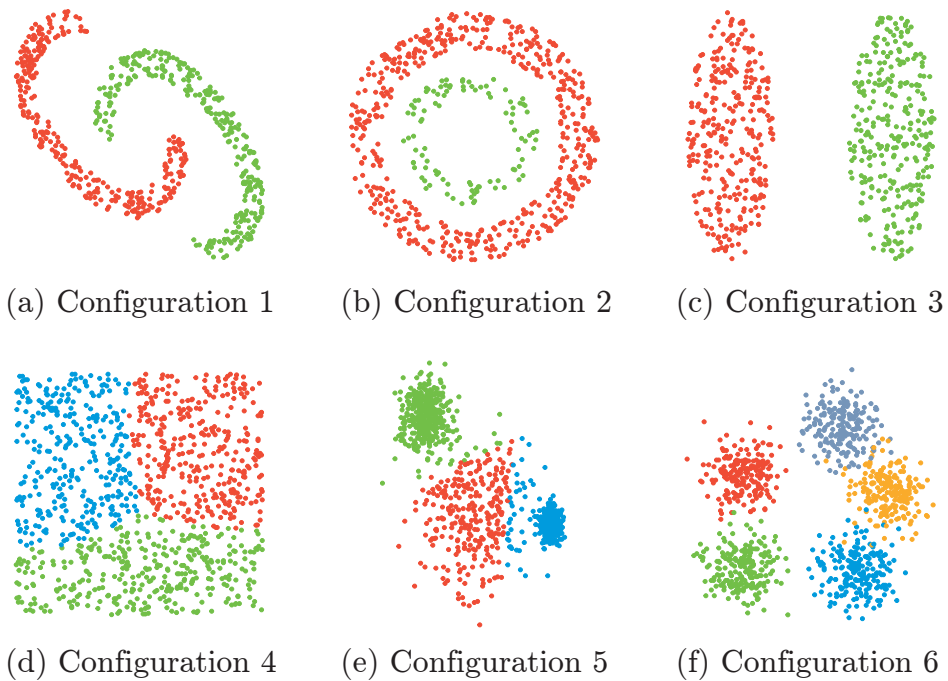 (a) Configuration 1
(b) Configuration 2
(c) Configuration 3
(d) Configuration 4
(e) Configuration 5
(f) Configuration 6